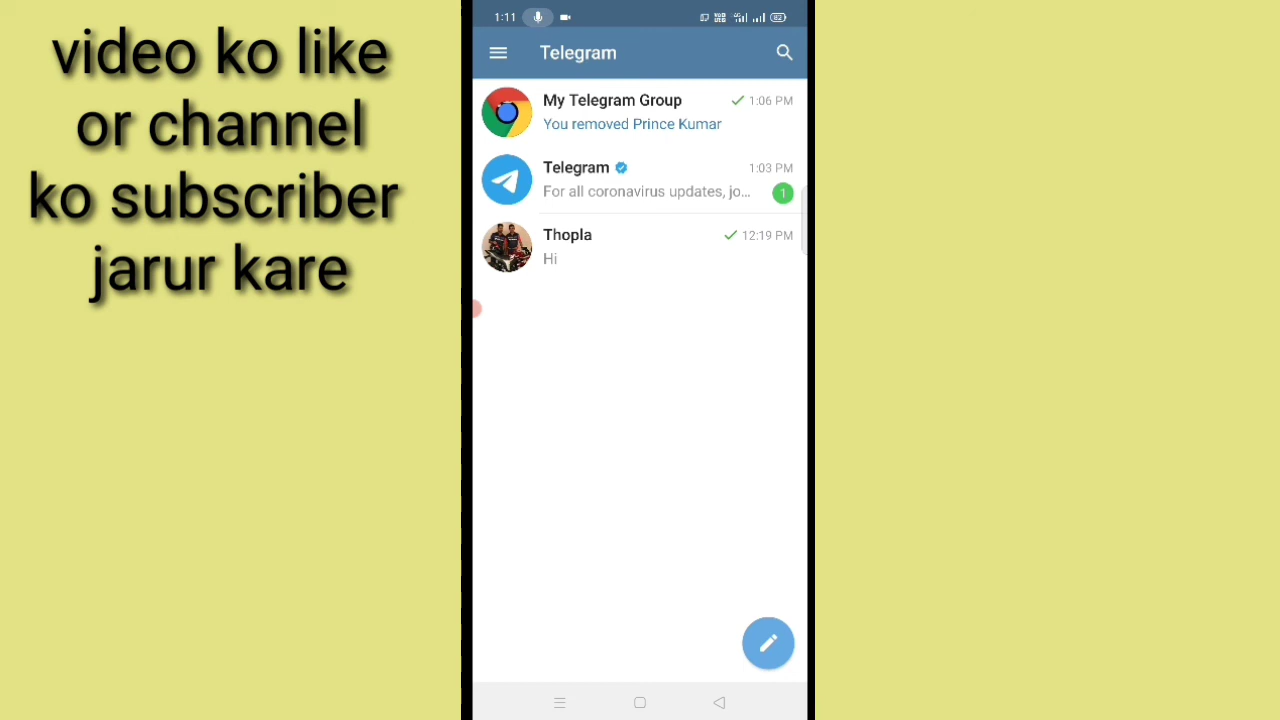 video ko like
or channel
ko subscriber
jarur kare
1:11
82
Telegram
My Telegram Group 1:06 PM
You removed Prince Kumar
Telegram 1:03 PM
For all coronavirus updates, jo... 1
Thopla 12:19 PM
Hi